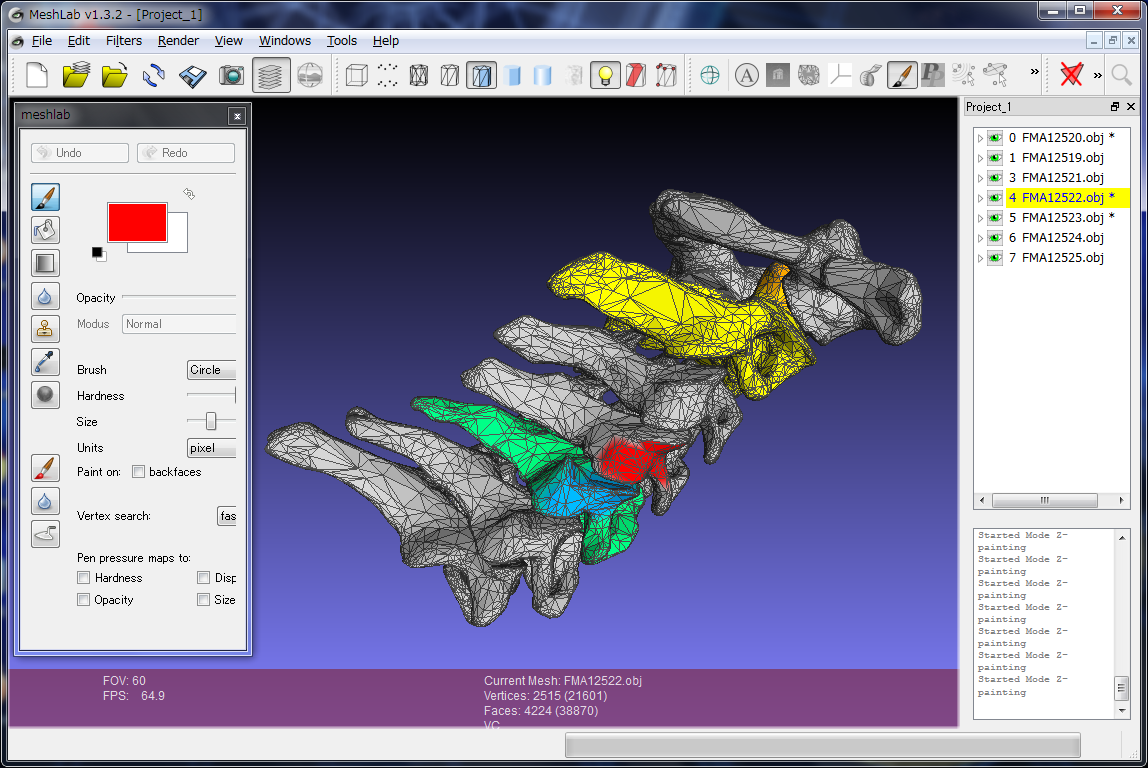 MeshLab v1.3.2 - [Project_1]
File Edit Filters Render View Windows Tools Help
A
»
»
meshlab
Undo Redo
Opacity
Modus Normal
Brush Circle
Hardness
Size
Units pixel
Paint on: backfaces
Vertex search: fas
Pen pressure maps to:
Hardness Disp
Opacity Size
FOV: 60
FPS: 64.9
Current Mesh: FMA12522.obj
Vertices: 2515 (21601)
Faces: 4224 (38870)
VC
Project_1
0 FMA12520.obj *
1 FMA12519.obj
3 FMA12521.obj
4 FMA12522.obj *
5 FMA12523.obj *
6 FMA12524.obj
7 FMA12525.obj
Started Mode Z-
painting
Started Mode Z-
painting
Started Mode Z-
painting
Started Mode Z-
painting
Started Mode Z-
painting
Started Mode Z-
painting
Started Mode Z-
painting